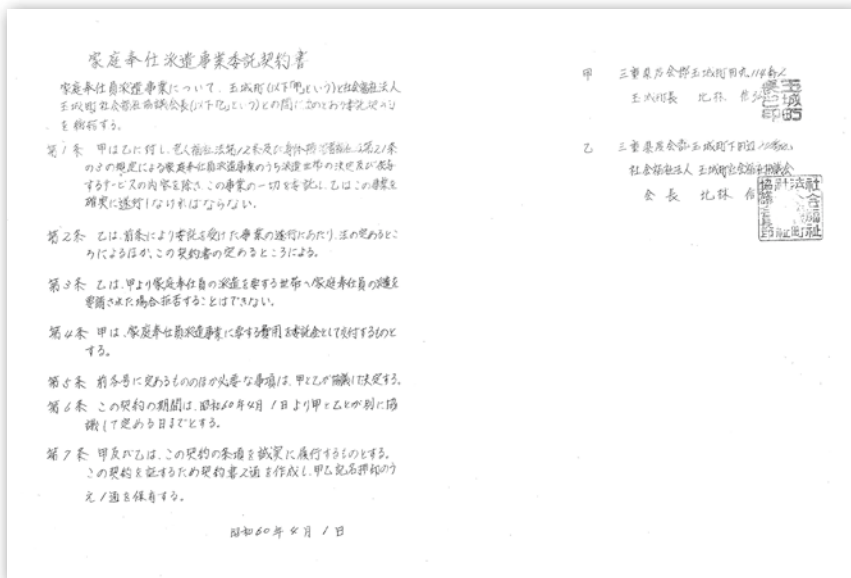 家庭奉仕派遣事業委託契約書
家庭奉仕員派遣事業について、玉城町(以下「甲」という)と社会福祉法人
玉城町社会福祉協議会長(以下「乙」という)との間に次のとおり委託契約
を締結する。
第1条 甲は乙に対し、老人福祉法第12条及び身体障害者福祉法第21条
の3の規定による家庭奉仕員派遣事業のうち派遣世帯の決定及び
するサービスの内容を除き、この事業の一切を委託し、乙はこの事業を
確実に遂行しなければならない。
第2条 乙は、前条により委託を受けた事業の遂行にあたり、法の定めるとこ
ろによるほか、この契約書の定めるところによる。
第3条 乙は、甲より家庭奉仕員の派遣を要する世帯へ家庭奉仕員の派遣を
要請された場合拒否することはできない。
第4条 甲は、家庭奉仕員派遣事業に要する費用を委託金として交付するものと
する。
第5条 前各号に定めるもののほか必要な事項は、甲と乙が協議して決定する。
第6条 この契約の期間は、昭和60年4月1日より甲と乙とが別に協
議して定める日までとする。
第7条 甲及び乙は、この契約の条項を誠実に履行するものとする。
この契約を証するため契約書2通を作成し、甲乙記名押印のう
え1通を保有する。
昭和60年4月1日
甲 三重県度会郡玉城町田丸114番2
玉城町長 北林
玉城町長之印
乙 三重県度会郡玉城町下田辺
社会福祉法人 玉城町社会福祉協議会
会長 北林